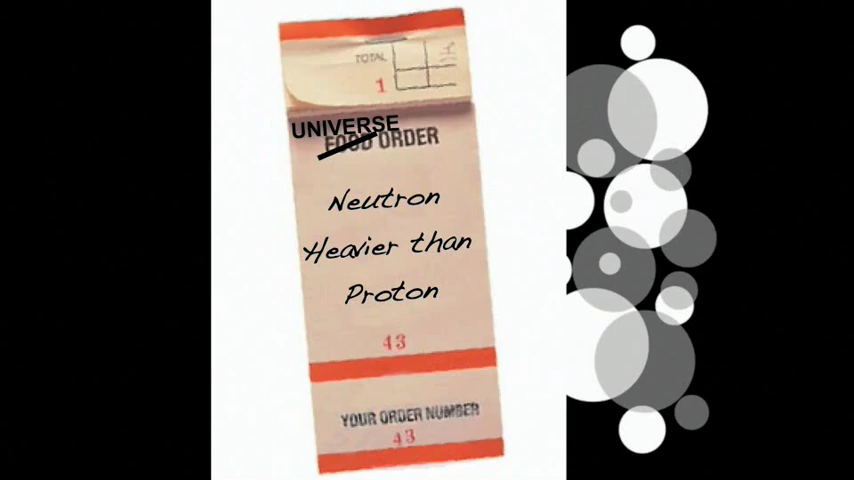 TOTAL
1
UNIVERSE
FOOD ORDER
Neutron
Heavier than
Proton
43
YOUR ORDER NUMBER
43